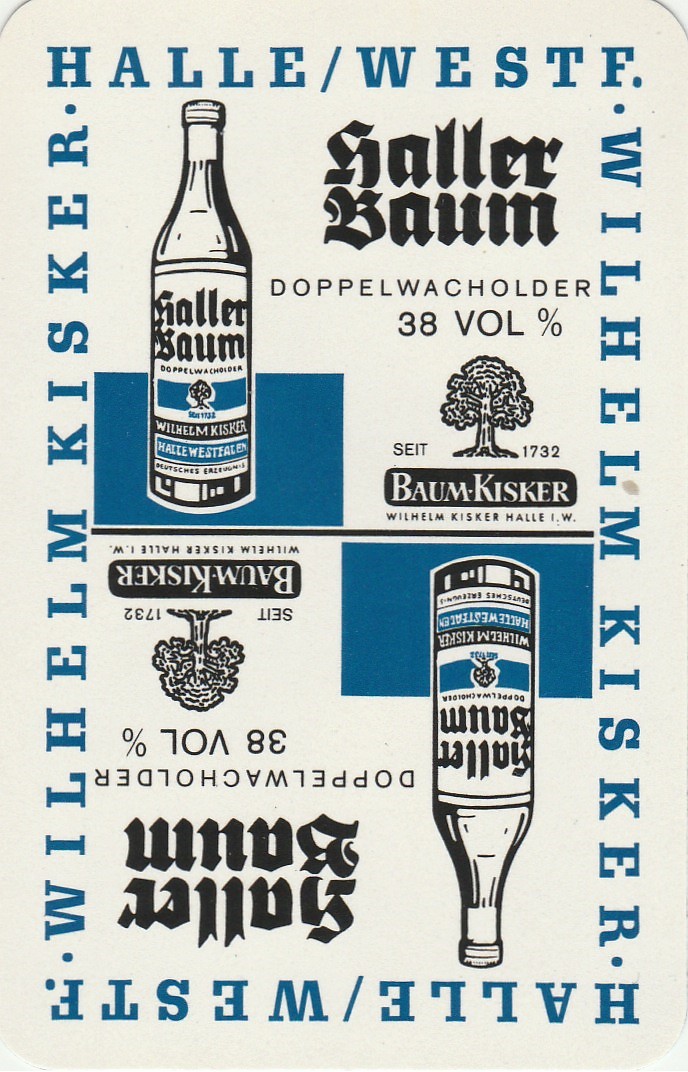 HALLE/WESTF.
· WILHELM KISKER ·
Haller
Baum
DOPPELWACHOLDER
38 VOL %
SEIT 1732
BAUM-KISKER
WILHELM KISKER HALLE I.W.
Haller
Baum
DOPPELWACHOLDER
SEIT 1732
WILHELM KISKER
HALLE WESTFALEN
DEUTSCHES ERZEUGNIS
HALLE/WESTF.
· WILHELM KISKER ·
Haller
Baum
DOPPELWACHOLDER
38 VOL %
SEIT 1732
BAUM-KISKER
WILHELM KISKER HALLE I.W.
Haller
Baum
DOPPELWACHOLDER
SEIT 1732
WILHELM KISKER
HALLE WESTFALEN
DEUTSCHES ERZEUGNIS